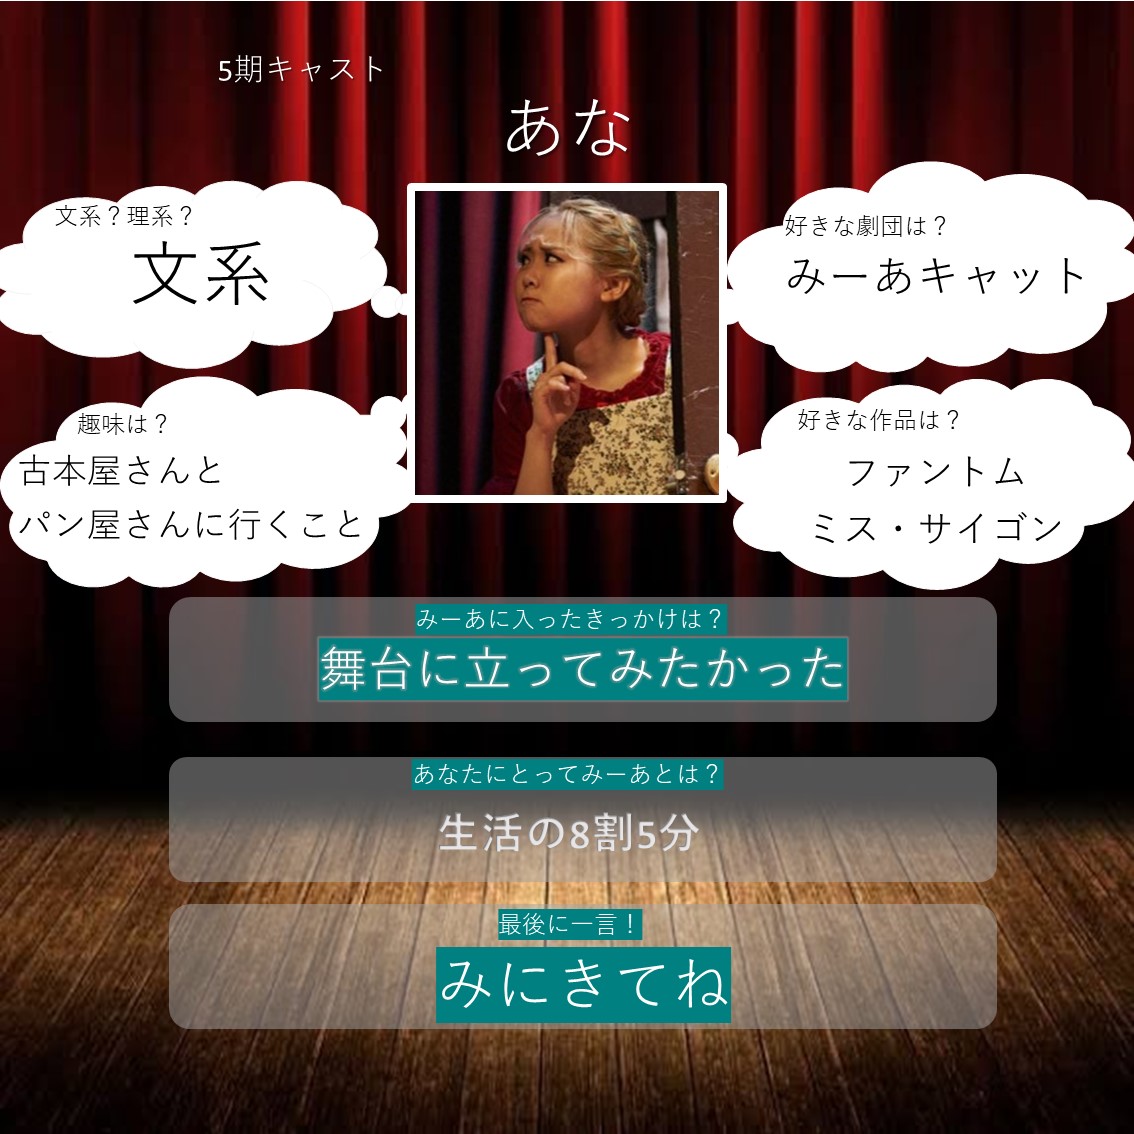 5期キャスト
あな
文系？理系？
文系
好きな劇団は？
みーあキャット
趣味は？
古本屋さんと
パン屋さんに行くこと
好きな作品は？
ファントム
ミス・サイゴン
みーあに入ったきっかけは？
舞台に立ってみたかった
あなたにとってみーあとは？
生活の8割5分
最後に一言！
みにきてね